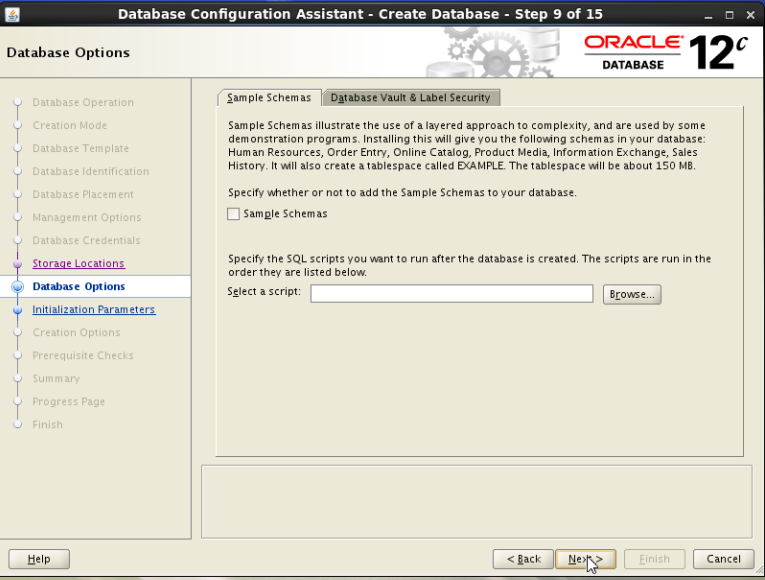 Database Configuration Assistant - Create Database - Step 9 of 15
Database Options
ORACLE
DATABASE
12c
Database Operation
Creation Mode
Database Template
Database Identification
Database Placement
Management Options
Database Credentials
Storage Locations
Database Options
Initialization Parameters
Creation Options
Prerequisite Checks
Summary
Progress Page
Finish
Sample Schemas
Database Vault & Label Security
Sample Schemas illustrate the use of a layered approach to complexity, and are used by some
demonstration programs. Installing this will give you the following schemas in your database:
Human Resources, Order Entry, Online Catalog, Product Media, Information Exchange, Sales
History. It will also create a tablespace called EXAMPLE. The tablespace will be about 150 MB.
Specify whether or not to add the Sample Schemas to your database.
Sample Schemas
Specify the SQL scripts you want to run after the database is created. The scripts are run in the
order they are listed below.
Select a script:
Browse...
Help
< Back
Next >
Finish
Cancel